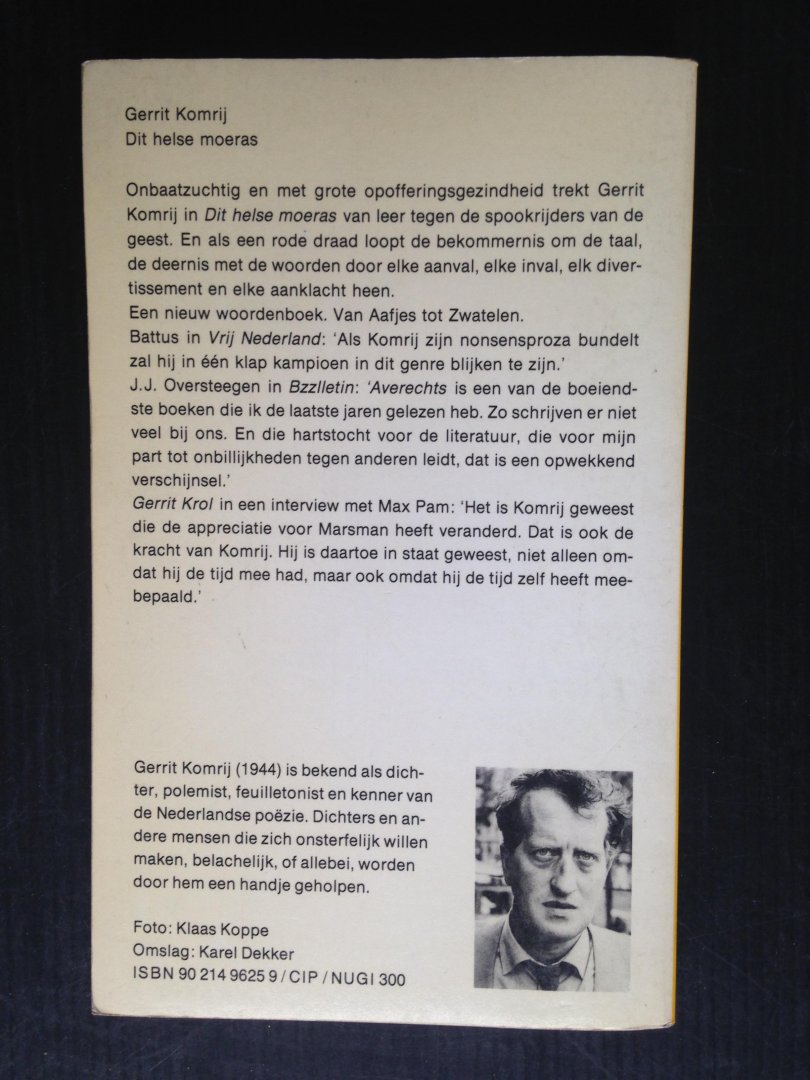 Gerrit Komrij
Dit helse moeras
Onbaatzuchtig en met grote opofferingsgezindheid trekt Gerrit
Komrij in Dit helse moeras van leer tegen de spookrijders van de
geest. En als een rode draad loopt de bekommernis om de taal,
de deernis met de woorden door elke aanval, elke inval, elk diver-
tissement en elke aanklacht heen.
Een nieuw woordenboek. Van Aafjes tot Zwatelen.
Battus in Vrij Nederland: 'Als Komrij zijn nonsensproza bundelt
zal hij in één klap kampioen in dit genre blijken te zijn.'
J.J. Oversteegen in Bzzlletin: 'Averechts is een van de boeiend-
ste boeken die ik de laatste jaren gelezen heb. Zo schrijven er niet
veel bij ons. En die hartstocht voor de literatuur, die voor mijn
part tot onbillijkheden tegen anderen leidt, dat is een opwekkend
verschijnsel.'
Gerrit Krol in een interview met Max Pam: 'Het is Komrij geweest
die de appreciatie voor Marsman heeft veranderd. Dat is ook de
kracht van Komrij. Hij is daartoe in staat geweest, niet alleen om-
dat hij de tijd mee had, maar ook omdat hij de tijd zelf heeft mee-
bepaald.'
Gerrit Komrij (1944) is bekend als dich-
ter, polemist, feuilletonist en kenner van
de Nederlandse poëzie. Dichters en an-
dere mensen die zich onsterfelijk willen
maken, belachelijk, of allebei, worden
door hem een handje geholpen.
Foto: Klaas Koppe
Omslag: Karel Dekker
ISBN 90 214 9625 9 / CIP / NUGI 300